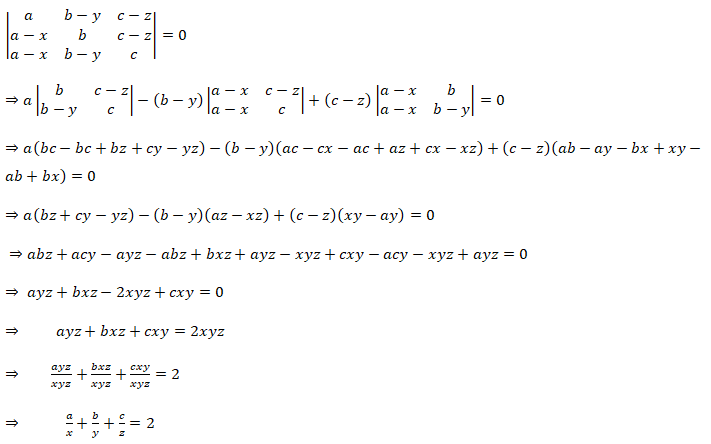 | a b − y c − z |
| a − x b c − z | = 0
| a − x b − y c |
⇒ a | b c − z ; b − y c | − (b − y) | a − x c − z ; a − x c | + (c − z) | a − x b ; a − x b − y | = 0
⇒ a(bc − bc + bz + cy − yz) − (b − y)(ac − cx − ac + az + cx − xz) + (c − z)(ab − ay − bx + xy −
ab + bx) = 0
⇒ a(bz + cy − yz) − (b − y)(az − xz) + (c − z)(xy − ay) = 0
⇒ abz + acy − ayz − abz + bxz + ayz − xyz + cxy − acy − xyz + ayz = 0
⇒ ayz + bxz − 2xyz + cxy = 0
⇒ ayz + bxz + cxy = 2xyz
⇒ ayz/xyz + bxz/xyz + cxy/xyz = 2
⇒ a/x + b/y + c/z = 2